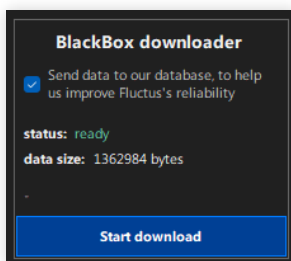 BlackBox downloader
Send data to our database, to help
us improve Fluctus's reliability
status: ready
data size: 1362984 bytes
-
Start download